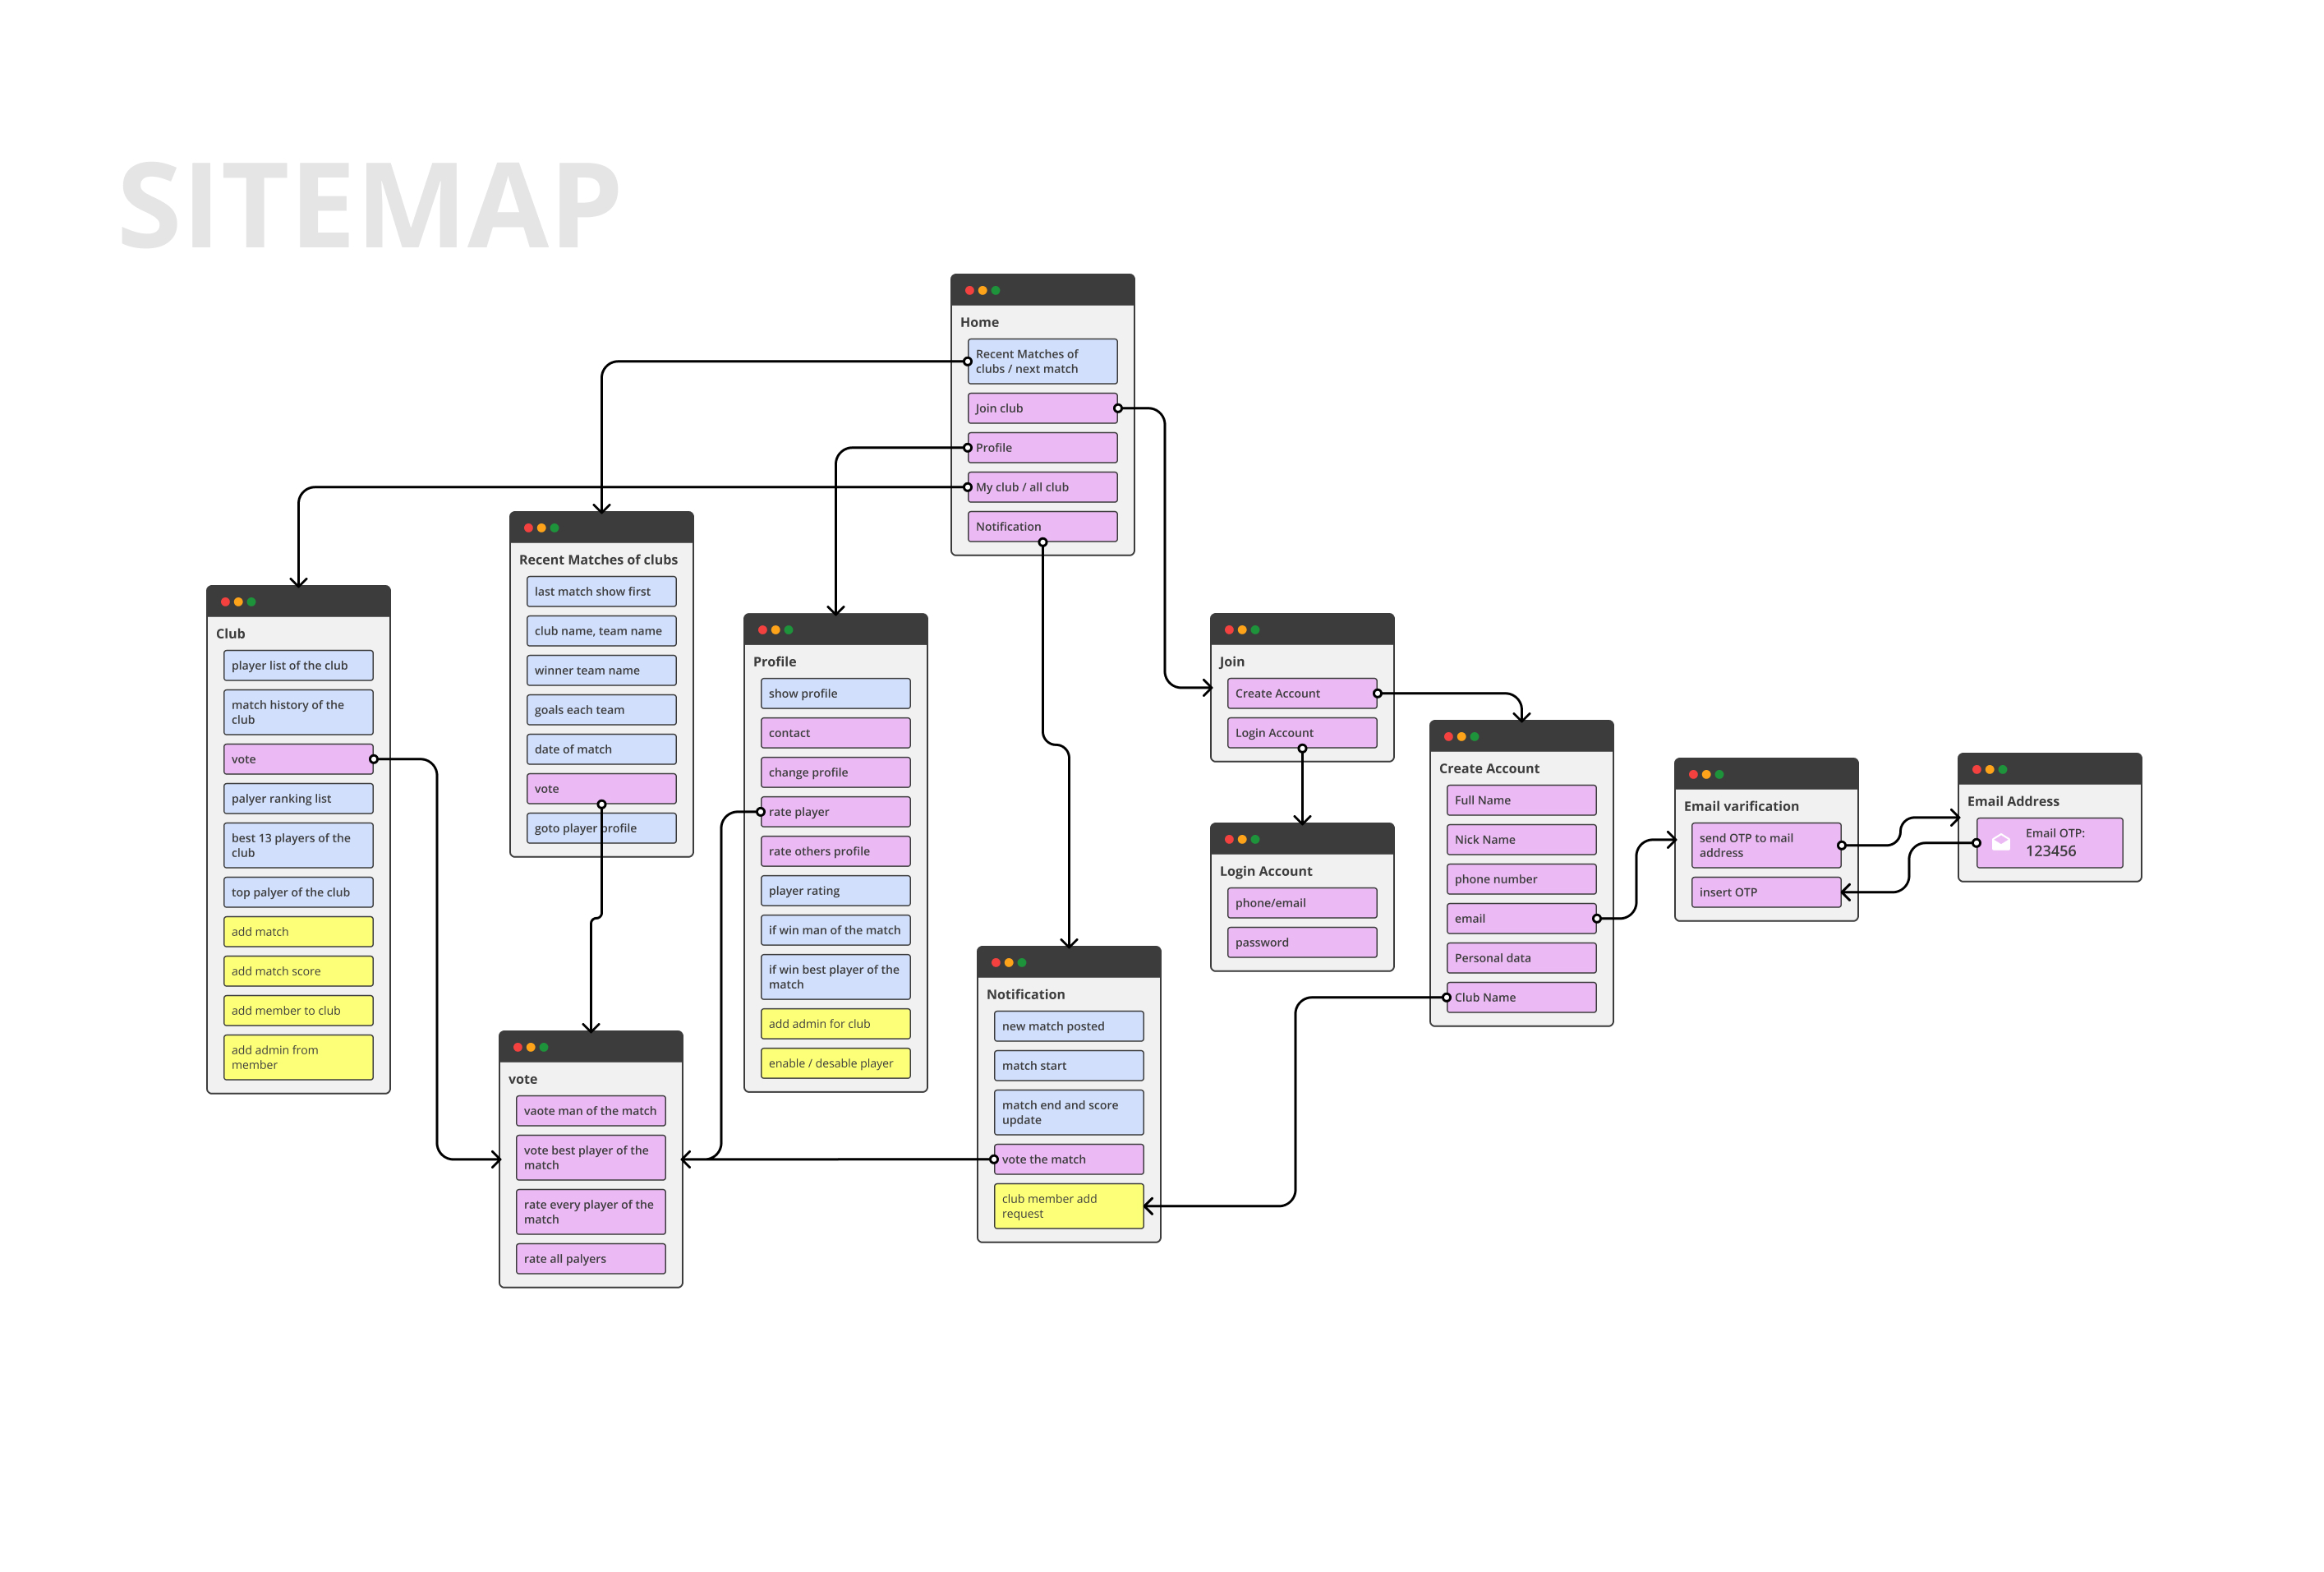 SITEMAP
Home
Recent Matches of
clubs / next match
Join club
Profile
My club / all club
Notification
Recent Matches of clubs
last match show first
club name, team name
winner team name
goals each team
date of match
vote
goto player profile
Club
player list of the club
match history of the
club
vote
palyer ranking list
best 13 players of the
club
top palyer of the club
add match
add match score
add member to club
add admin from
member
Profile
show profile
contact
change profile
rate player
rate others profile
player rating
if win man of the match
if win best player of the
match
add admin for club
enable / desable player
Join
Create Account
Login Account
Create Account
Full Name
Nick Name
phone number
email
Personal data
Club Name
Email varification
send OTP to mail
address
insert OTP
Email Address
Email OTP:
123456
Login Account
phone/email
password
Notification
new match posted
match start
match end and score
update
vote the match
club member add
request
vote
vaote man of the match
vote best player of the
match
rate every player of the
match
rate all palyers